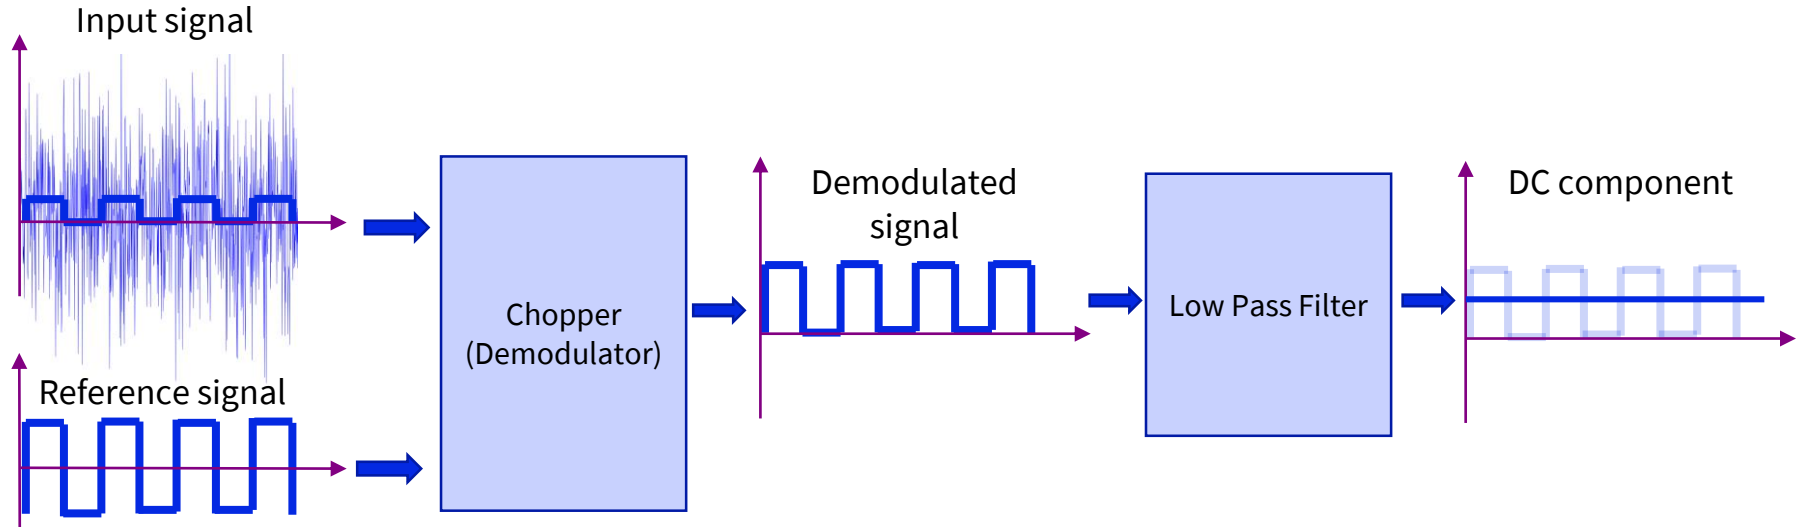 Input signal
Reference signal
Chopper
(Demodulator)
Demodulated
signal
Low Pass Filter
DC component